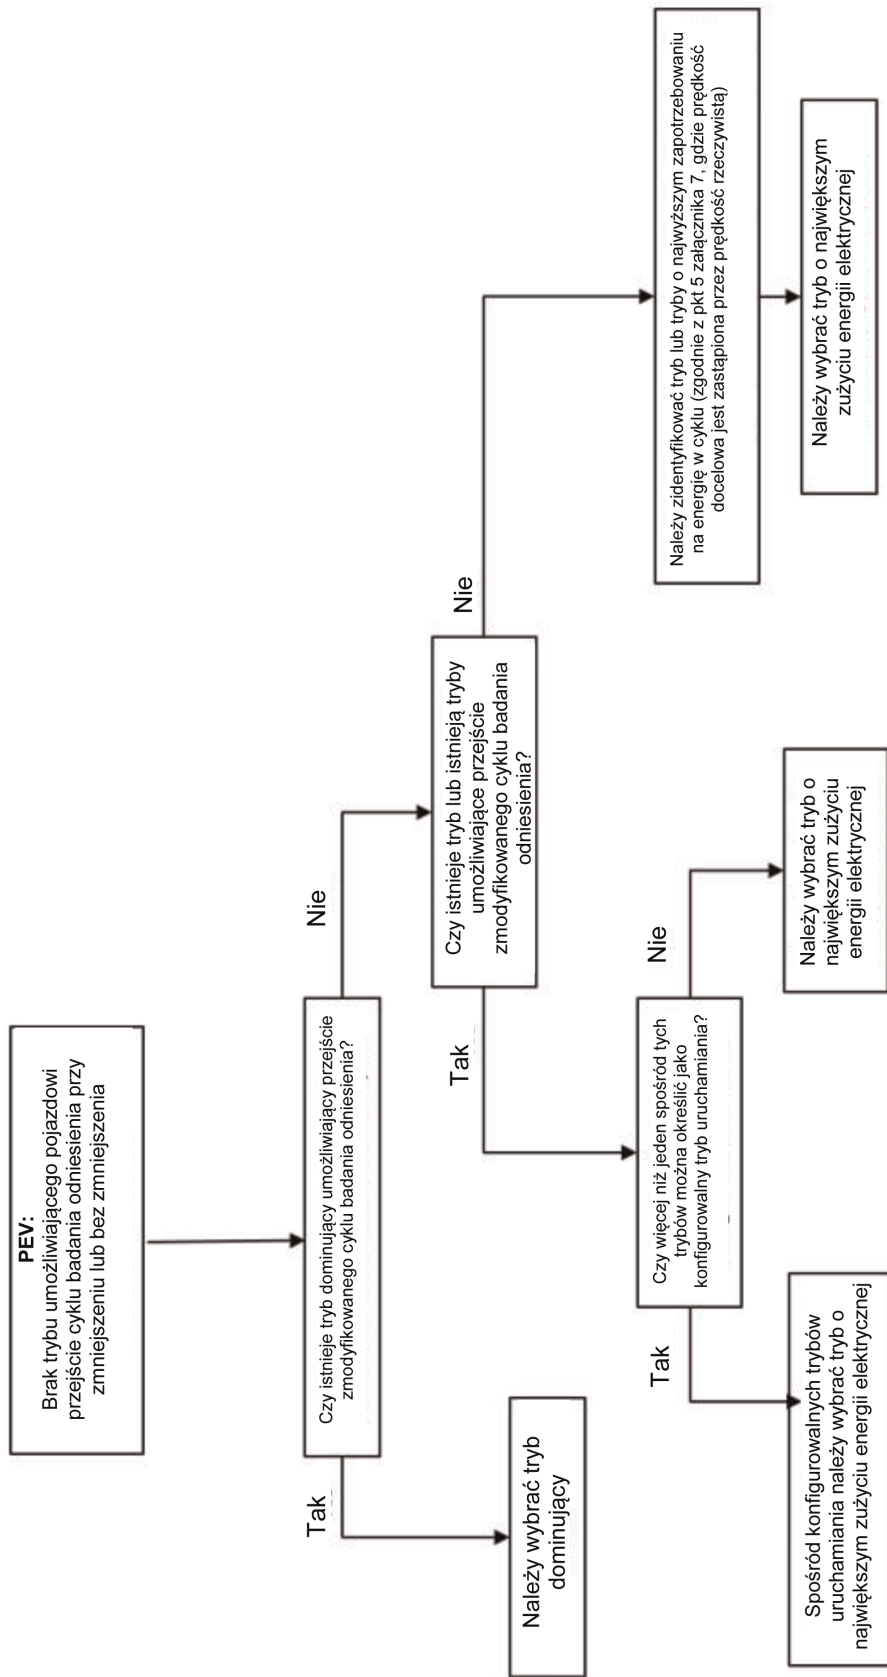 PEV:
Brak trybu umożliwiającego pojazdowi
przejście cyklu badania odniesienia przy
zmniejszeniu lub bez zmniejszenia
Czy istnieje tryb dominujący umożliwiający przejście
zmodyfikowanego cyklu badania odniesienia?
Tak
Nie
Należy wybrać tryb
dominujący
Czy istnieje tryb lub istnieją tryby
umożliwiające przejście
zmodyfikowanego cyklu badania
odniesienia?
Tak
Nie
Czy więcej niż jeden spośród tych
trybów można określić jako
konfigurowalny tryb uruchamiania?
Należy zidentyfikować tryb lub tryby o najwyższym zapotrzebowaniu
na energię w cyklu (zgodnie z pkt 5 załącznika 7, gdzie prędkość
docelowa jest zastąpiona przez prędkość rzeczywistą)
Tak
Nie
Spośród konfigurowalnych trybów
uruchamiania należy wybrać tryb o
największym zużyciu energii elektrycznej
Należy wybrać tryb o
największym zużyciu
energii elektrycznej
Należy wybrać tryb o największym
zużyciu energii elektrycznej